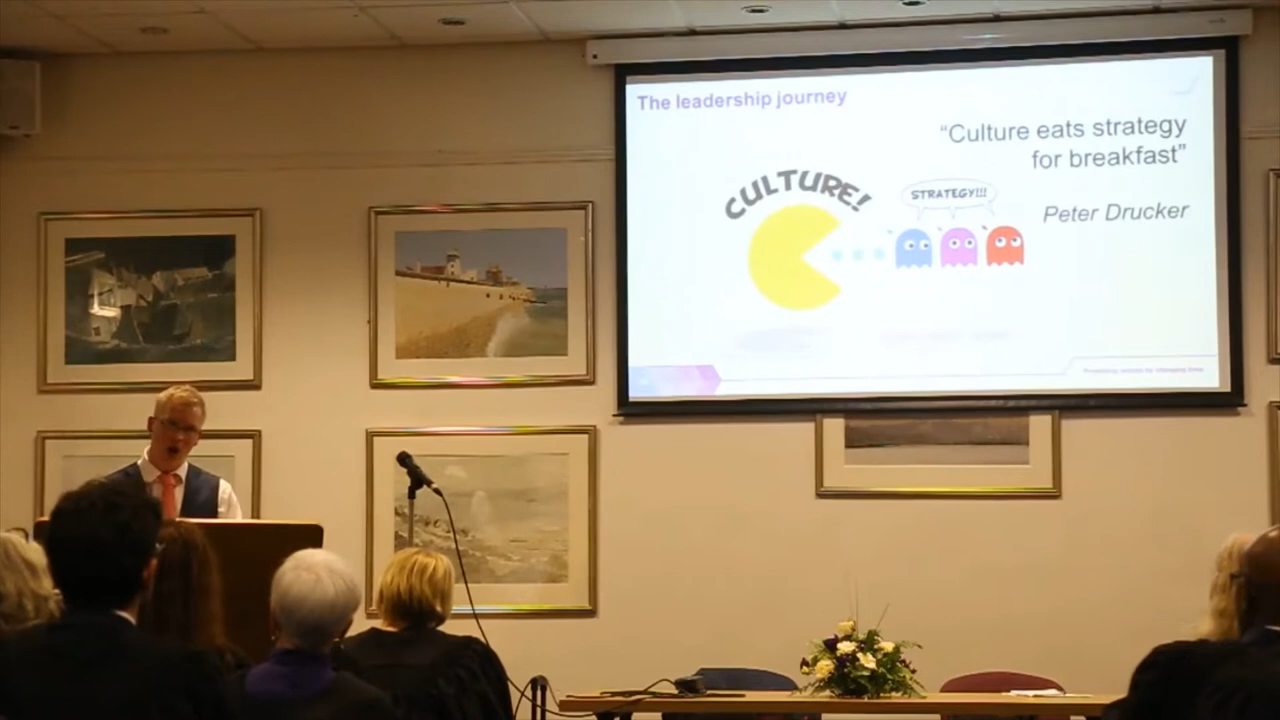 The leadership journey
“Culture eats strategy
for breakfast”
Peter Drucker
CULTURE!
STRATEGY!!!